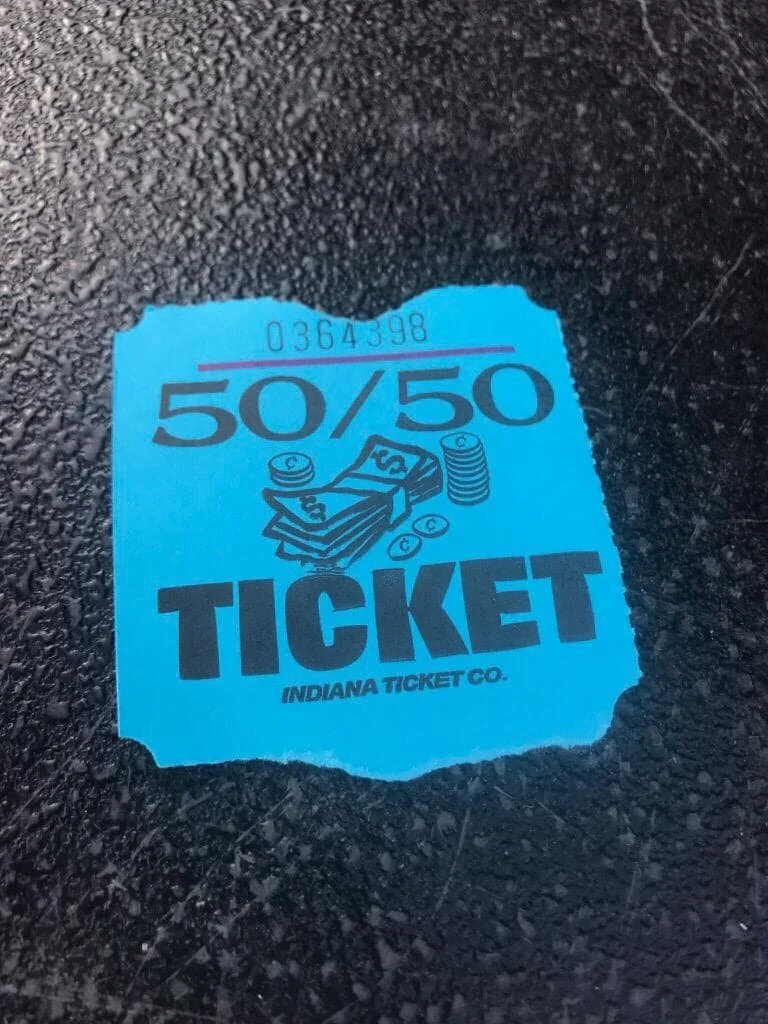 0364398
50/50
TICKET
INDIANA TICKET CO.